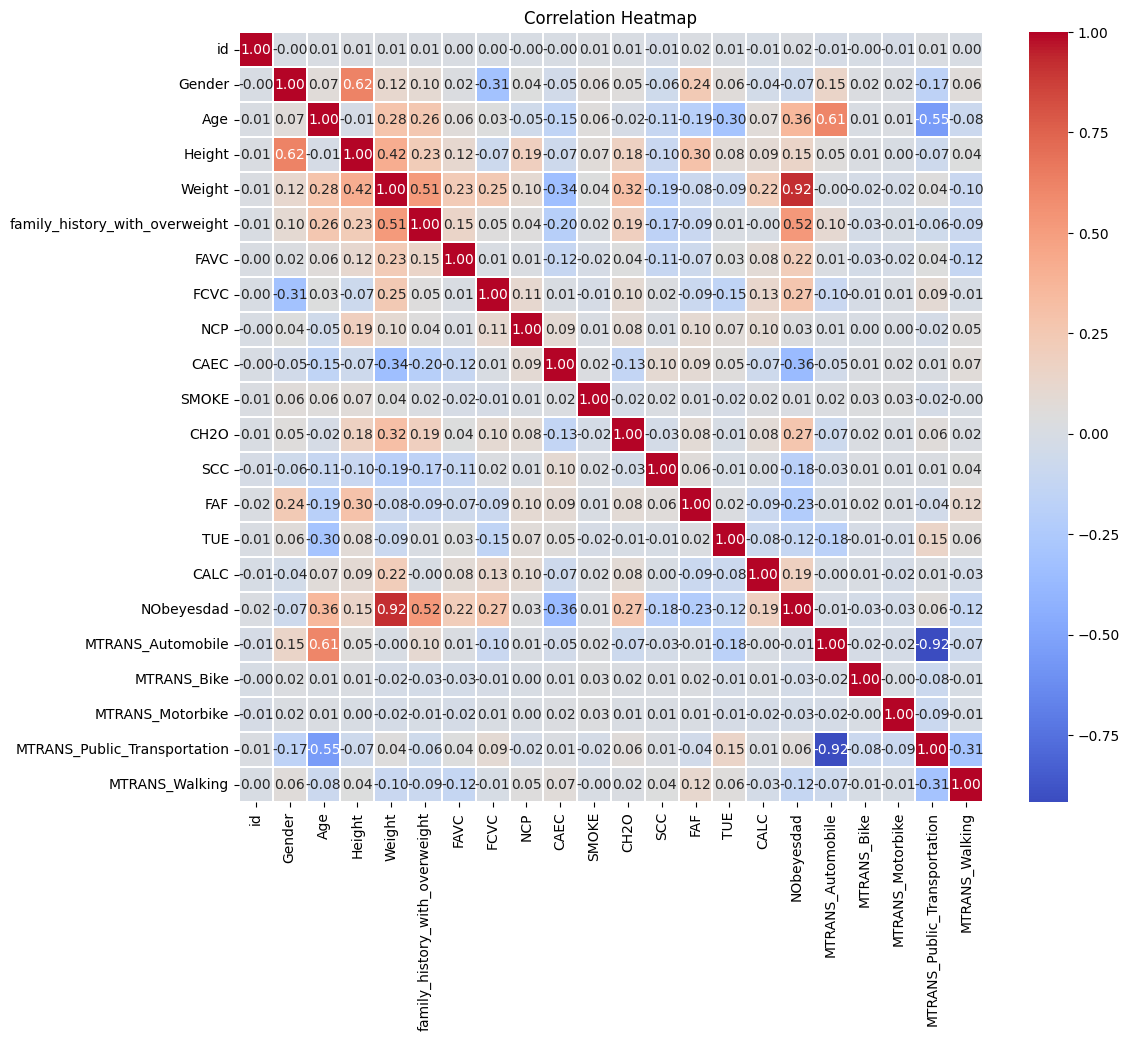 Correlation Heatmap
id 1.00 -0.00 0.01 0.01 0.01 0.01 0.00 0.00 -0.00 -0.00 0.01 0.01 -0.01 0.02 0.01 -0.01 0.02 -0.01 -0.00 -0.01 0.01 0.00
Gender -0.00 1.00 0.07 0.62 0.12 0.10 0.02 -0.31 0.04 -0.05 0.06 0.05 -0.06 0.24 0.06 -0.04 -0.07 0.15 0.02 0.02 -0.17 0.06
Age 0.01 0.07 1.00 -0.01 0.28 0.26 0.06 0.03 -0.05 -0.15 0.06 -0.02 -0.11 -0.19 -0.30 0.07 0.36 0.61 0.01 0.01 -0.55 -0.08
Height 0.01 0.62 -0.01 1.00 0.42 0.23 0.12 -0.07 0.19 -0.07 0.07 0.18 -0.10 0.30 0.08 0.09 0.15 0.05 0.01 0.00 -0.07 0.04
Weight 0.01 0.12 0.28 0.42 1.00 0.51 0.23 0.25 0.10 -0.34 0.04 0.32 -0.19 -0.08 -0.09 0.22 0.92 -0.00 -0.02 -0.02 0.04 -0.10
family_history_with_overweight 0.01 0.10 0.26 0.23 0.51 1.00 0.15 0.05 0.04 -0.20 0.02 0.19 -0.17 -0.09 0.01 -0.00 0.52 0.10 -0.03 -0.01 -0.06 -0.09
FAVC 0.00 0.02 0.06 0.12 0.23 0.15 1.00 0.01 0.01 -0.12 -0.02 0.04 -0.11 -0.07 0.03 0.08 0.22 0.01 -0.03 -0.02 0.04 -0.12
FCVC 0.00 -0.31 0.03 -0.07 0.25 0.05 0.01 1.00 0.11 0.01 -0.01 0.10 0.02 -0.09 -0.15 0.13 0.27 -0.10 -0.01 0.01 0.09 -0.01
NCP -0.00 0.04 -0.05 0.19 0.10 0.04 0.01 0.11 1.00 0.09 0.01 0.08 0.01 0.10 0.07 0.10 0.03 0.01 0.00 0.00 -0.02 0.05
CAEC -0.00 -0.05 -0.15 -0.07 -0.34 -0.20 -0.12 0.01 0.09 1.00 0.02 -0.13 0.10 0.09 0.05 -0.07 -0.36 -0.05 0.01 0.02 0.01 0.07
SMOKE 0.01 0.06 0.06 0.07 0.04 0.02 -0.02 -0.01 0.01 0.02 1.00 -0.02 0.02 0.01 -0.02 0.02 0.01 0.02 0.03 0.03 -0.02 -0.00
CH2O 0.01 0.05 -0.02 0.18 0.32 0.19 0.04 0.10 0.08 -0.13 -0.02 1.00 -0.03 0.08 -0.01 0.08 0.27 -0.07 0.02 0.01 0.06 0.02
SCC -0.01 -0.06 -0.11 -0.10 -0.19 -0.17 -0.11 0.02 0.01 0.10 0.02 -0.03 1.00 0.06 -0.01 0.00 -0.18 -0.03 0.01 0.01 0.01 0.04
FAF 0.02 0.24 -0.19 0.30 -0.08 -0.09 -0.07 -0.09 0.10 0.09 0.01 0.08 0.06 1.00 0.02 -0.09 -0.23 -0.01 0.02 0.01 -0.04 0.12
TUE 0.01 0.06 -0.30 0.08 -0.09 0.01 0.03 -0.15 0.07 0.05 -0.02 -0.01 -0.01 0.02 1.00 -0.08 -0.12 -0.18 -0.01 -0.01 0.15 0.06
CALC -0.01 -0.04 0.07 0.09 0.22 -0.00 0.08 0.13 0.10 -0.07 0.02 0.08 0.00 -0.09 -0.08 1.00 0.19 -0.00 0.01 -0.02 0.01 -0.03
NObeyesdad 0.02 -0.07 0.36 0.15 0.92 0.52 0.22 0.27 0.03 -0.36 0.01 0.27 -0.18 -0.23 -0.12 0.19 1.00 -0.01 -0.03 -0.03 0.06 -0.12
MTRANS_Automobile -0.01 0.15 0.61 0.05 -0.00 0.10 0.01 -0.10 0.01 -0.05 0.02 -0.07 -0.03 -0.01 -0.18 -0.00 -0.01 1.00 -0.02 -0.02 -0.92 -0.07
MTRANS_Bike -0.00 0.02 0.01 0.01 -0.02 -0.03 -0.03 -0.01 0.00 0.01 0.03 0.02 0.01 0.02 -0.01 0.01 -0.03 -0.02 1.00 -0.00 -0.08 -0.01
MTRANS_Motorbike -0.01 0.02 0.01 0.00 -0.02 -0.01 -0.02 0.01 0.00 0.02 0.03 0.01 0.01 0.01 -0.01 -0.02 -0.03 -0.02 -0.00 1.00 -0.09 -0.01
MTRANS_Public_Transportation 0.01 -0.17 -0.55 -0.07 0.04 -0.06 0.04 0.09 -0.02 0.01 -0.02 0.06 0.01 -0.04 0.15 0.01 0.06 -0.92 -0.08 -0.09 1.00 -0.31
MTRANS_Walking 0.00 0.06 -0.08 0.04 -0.10 -0.09 -0.12 -0.01 0.05 0.07 -0.00 0.02 0.04 0.12 0.06 -0.03 -0.12 -0.07 -0.01 -0.01 -0.31 1.00
id
Gender
Age
Height
Weight
family_history_with_overweight
FAVC
FCVC
NCP
CAEC
SMOKE
CH2O
SCC
FAF
TUE
CALC
NObeyesdad
MTRANS_Automobile
MTRANS_Bike
MTRANS_Motorbike
MTRANS_Public_Transportation
MTRANS_Walking
1.00
0.75
0.50
0.25
0.00
−0.25
−0.50
−0.75